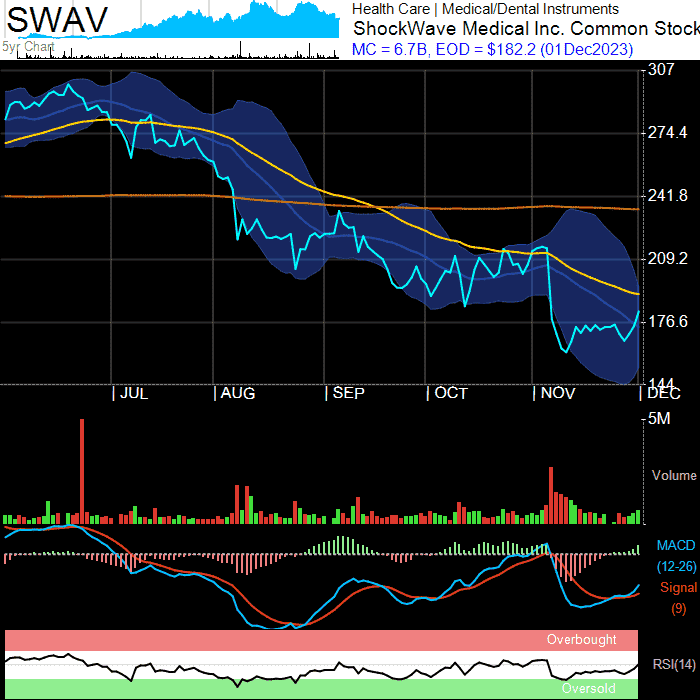 SWAV
Health Care | Medical/Dental Instruments
ShockWave Medical Inc. Common Stock
5yr Chart
MC = 6.7B, EOD = $182.2 (01Dec2023)
307
274.4
241.8
209.2
176.6
144
JUL AUG SEP OCT NOV DEC
5M
Volume
MACD
(12-26)
Signal
(9)
Overbought
RSI(14)
Oversold